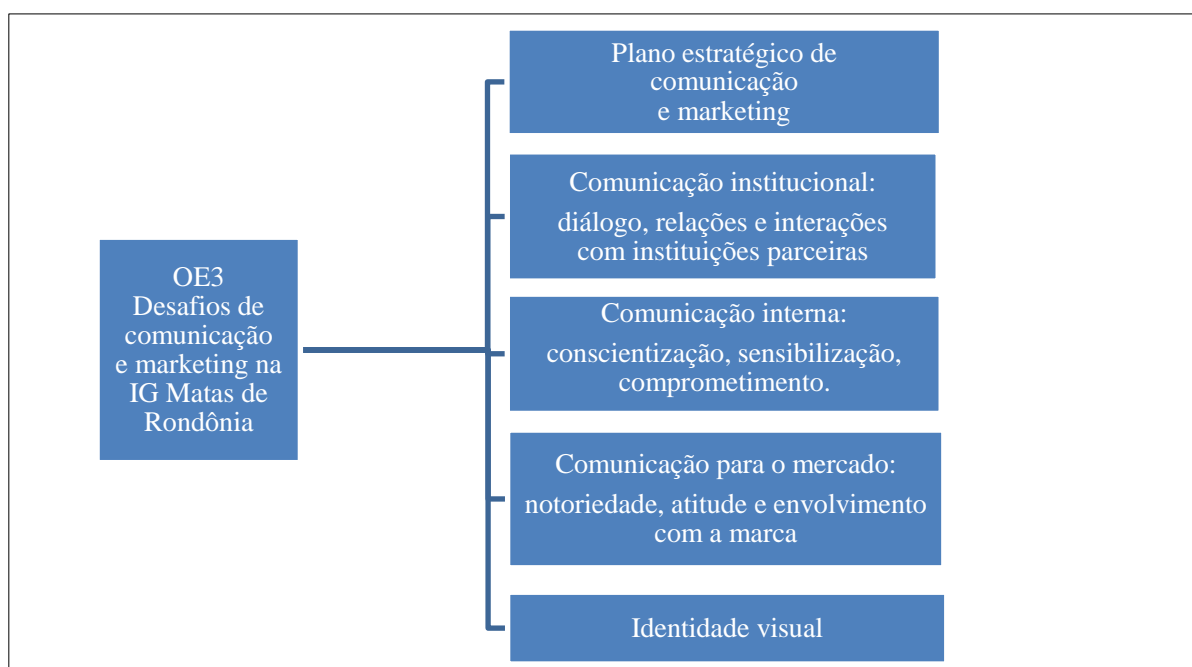 OE3
Desafios de
comunicação
e marketing na
IG Matas de
Rondônia
Plano estratégico de
comunicação
e marketing
Comunicação institucional:
diálogo, relações e interações
com instituições parceiras
Comunicação interna:
conscientização, sensibilização,
comprometimento.
Comunicação para o mercado:
notoriedade, atitude e envolvimento
com a marca
Identidade visual